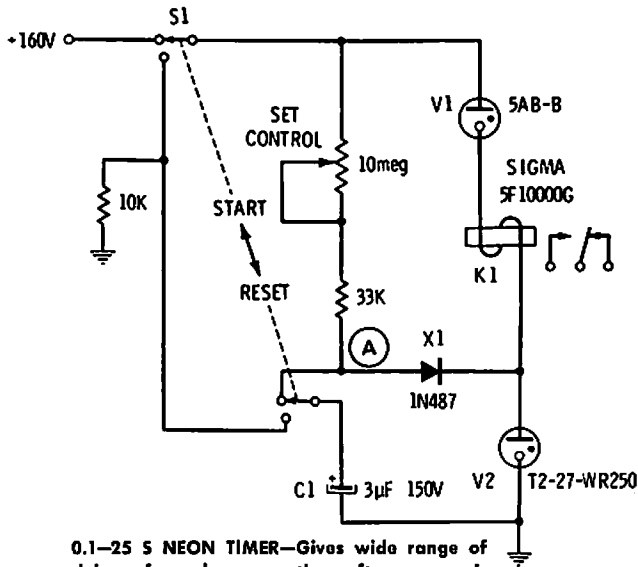 S1
+160V
V1
5AB-B
SET
CONTROL
10meg
SIGMA
5F10000G
10K
START
K1
RESET
33K
A
X1
1N487
V2
T2-27-WR250
C1
+
3µF 150V
0.1–25 S NEON TIMER—Gives wide range of